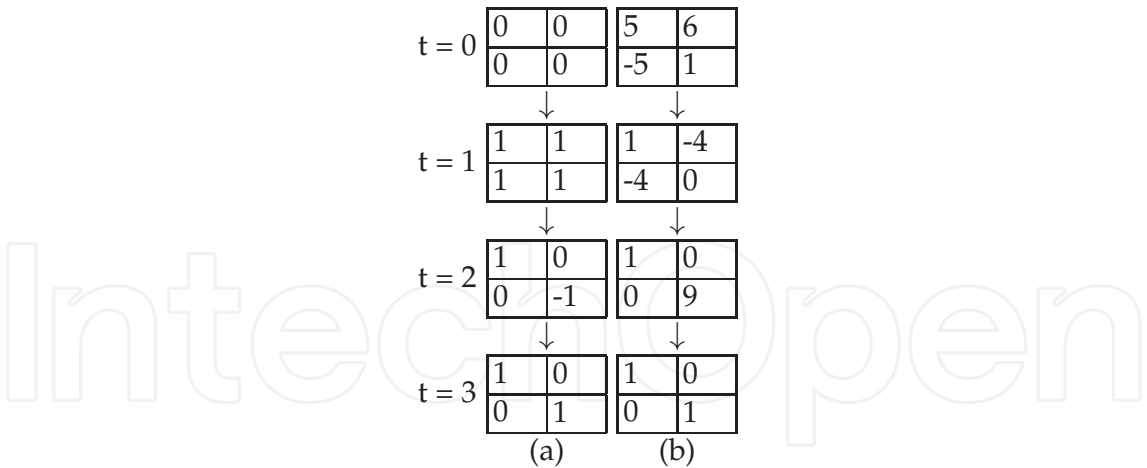 0 0 5 6
t = 0
0 0 -5 1
↓ ↓
1 1 1 -4
t = 1
1 1 -4 0
↓ ↓
1 0 1 0
t = 2
0 -1 0 9
↓ ↓
1 0 1 0
t = 3
0 1 0 1
(a) (b)
IntechOpen